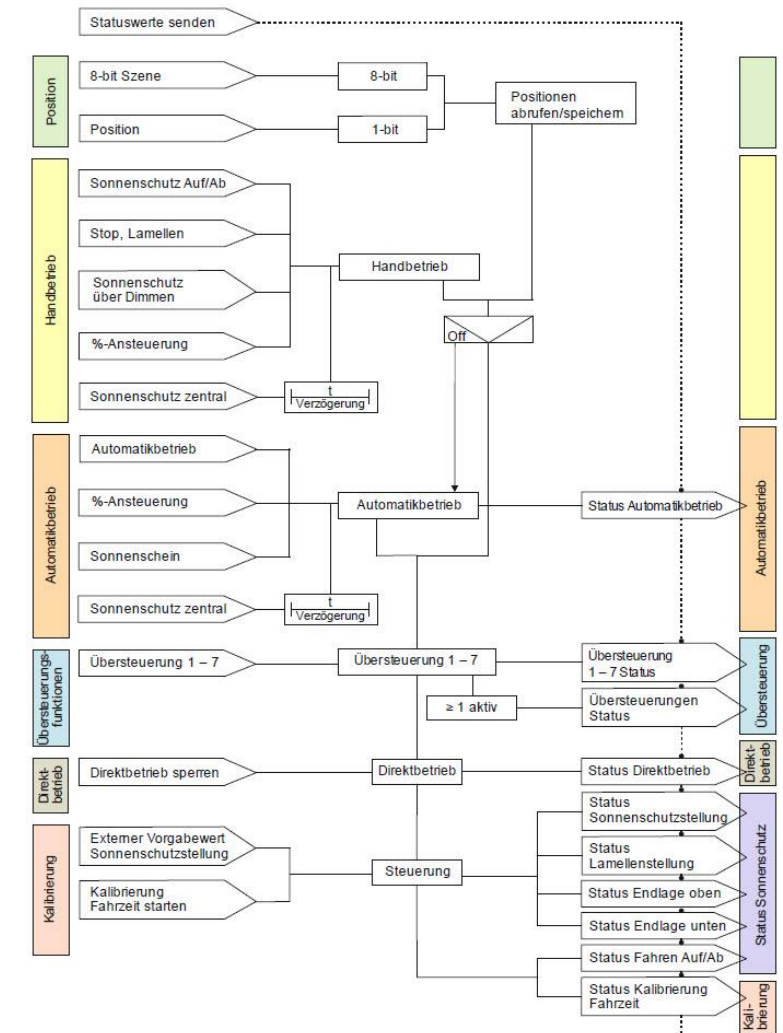 Statuswerte senden
Position
8-bit Szene
8-bit
Positionen
abrufen/speichern
Position
1-bit
Handbetrieb
Sonnenschutz Auf/Ab
Stop, Lamellen
Handbetrieb
Sonnenschutz
über Dimmen
Off
%-Ansteuerung
Sonnenschutz zentral
t
Verzögerung
Automatikbetrieb
Automatikbetrieb
%-Ansteuerung
Automatikbetrieb
Status Automatikbetrieb
Automatikbetrieb
Sonnenschein
Sonnenschutz zentral
t
Verzögerung
Übersteuerungs-
funktionen
Übersteuerung 1 – 7
Übersteuerung 1 – 7
Übersteuerung
1 – 7 Status
≥ 1 aktiv
Übersteuerungen
Status
Übersteuerung
Direkt-
betrieb
Direktbetrieb sperren
Direktbetrieb
Status Direktbetrieb
Direkt-
betrieb
Kalibrierung
Externer Vorgabewert
Sonnenschutzstellung
Kalibrierung
Fahrzeit starten
Steuerung
Status
Sonnenschutzstellung
Status
Lamellenstellung
Status Endlage oben
Status Endlage unten
Status Fahren Auf/Ab
Status Sonnenschutz
Status Kalibrierung
Fahrzeit
Kali-
brierung